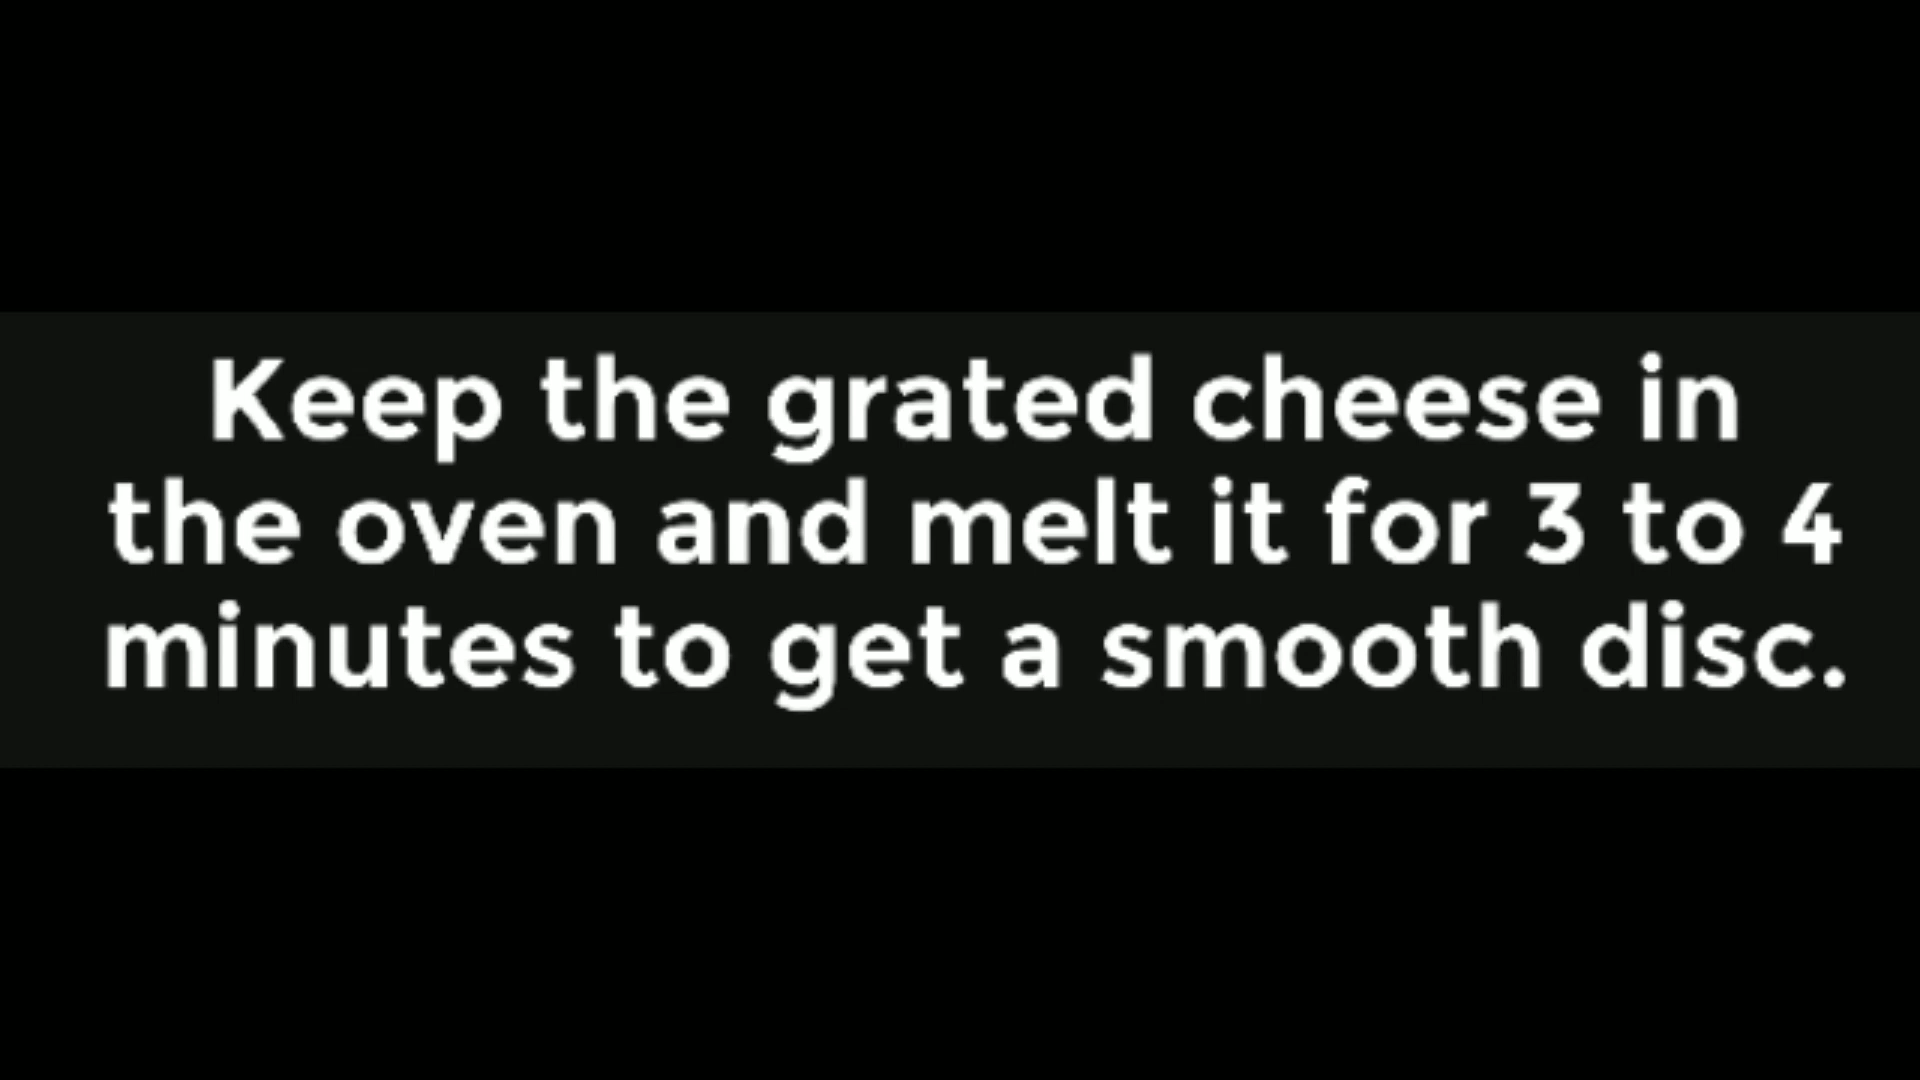 Keep the grated cheese in
the oven and melt it for 3 to 4
minutes to get a smooth disc.